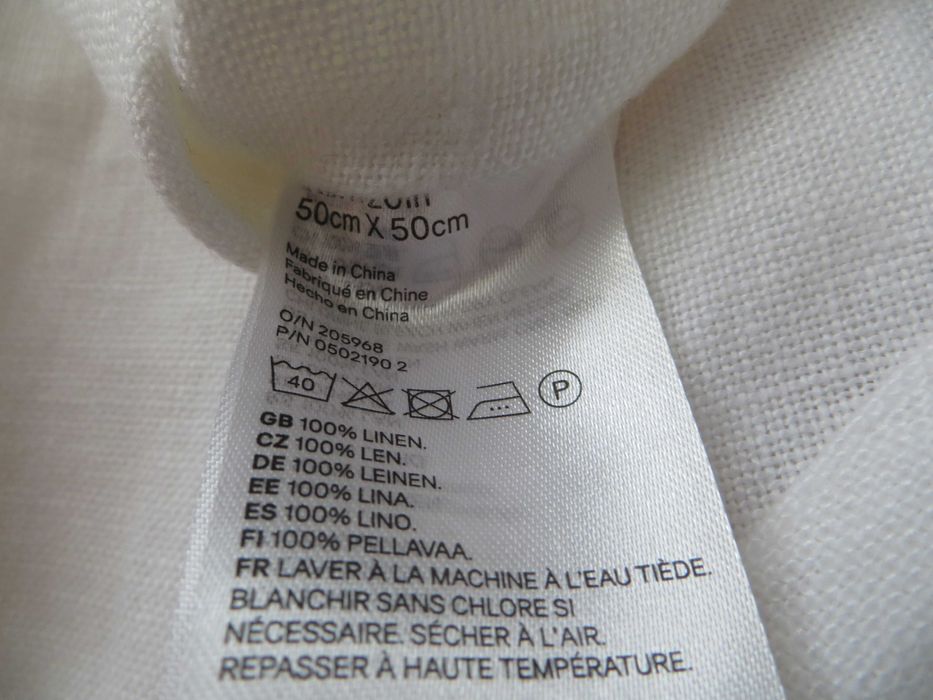 50cm X 50cm
Made in China
Fabriqué en Chine
Hecho en China
O/N 205968
P/N 0502190 2
40 P
GB 100% LINEN.
CZ 100% LEN.
DE 100% LEINEN.
EE 100% LINA.
ES 100% LINO.
FI 100% PELLAVAA.
FR LAVER À LA MACHINE À L'EAU TIÈDE.
BLANCHIR SANS CHLORE SI
NÉCESSAIRE. SÉCHER À L'AIR.
REPASSER À HAUTE TEMPÉRATURE.